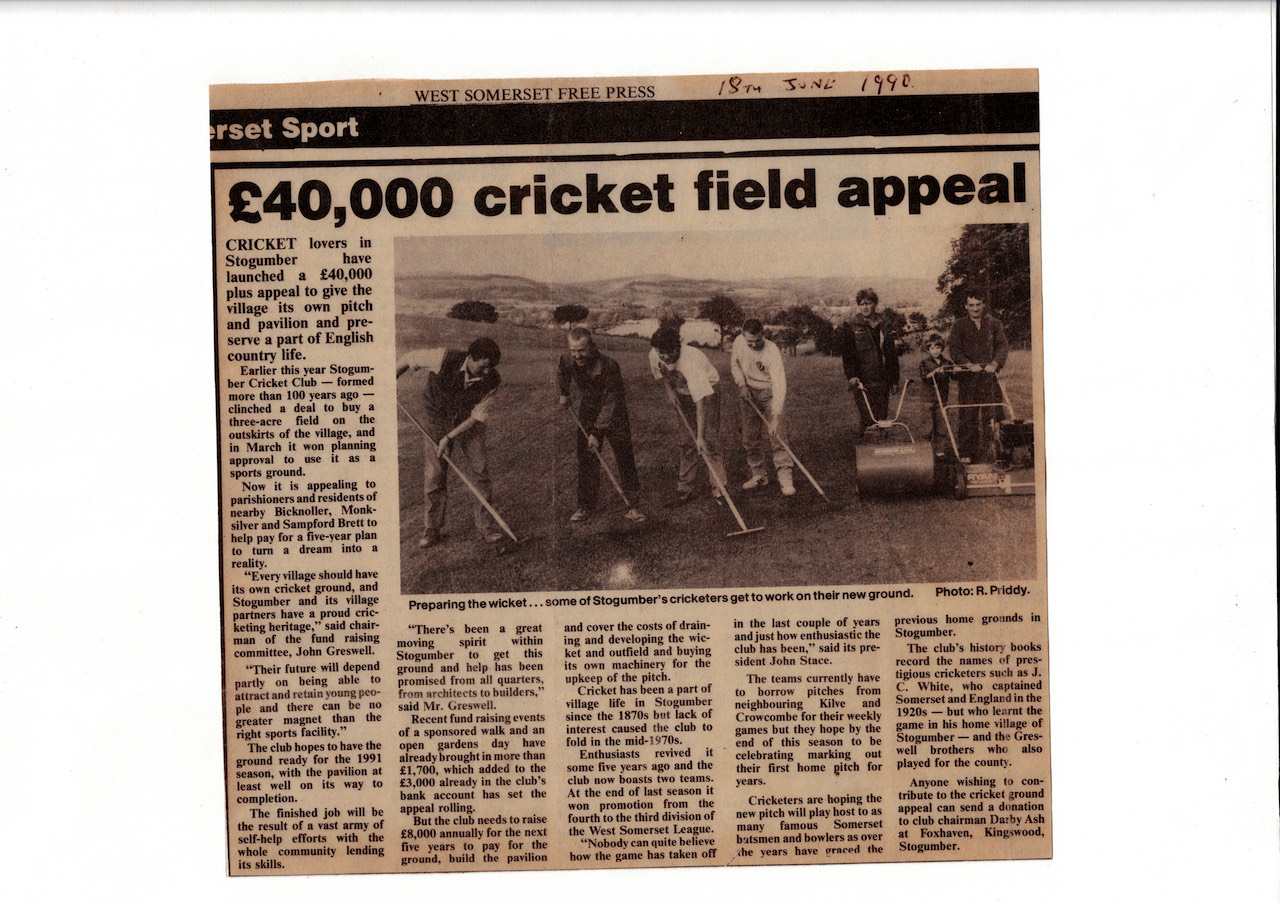 WEST SOMERSET FREE PRESS
18TH JUNE 1990.
erset Sport
£40,000 cricket field appeal
CRICKET lovers in
Stogumber have
launched a £40,000
plus appeal to give the
village its own pitch
and pavilion and pre-
serve a part of English
country life.
Earlier this year Stogum-
ber Cricket Club — formed
more than 100 years ago —
clinched a deal to buy a
three-acre field on the
outskirts of the village, and
in March it won planning
approval to use it as a
sports ground.
Now it is appealing to
parishioners and residents of
nearby Bicknoller, Monk-
silver and Sampford Brett to
help pay for a five-year plan
to turn a dream into a
reality.
“Every village should have
its own cricket ground, and
Stogumber and its village
partners have a proud cric-
keting heritage,” said chair-
man of the fund raising
committee, John Greswell.
“Their future will depend
partly on being able to
attract and retain young peo-
ple and there can be no
greater magnet than the
right sports facility.”
The club hopes to have the
ground ready for the 1991
season, with the pavilion at
least well on its way to
completion.
The finished job will be
the result of a vast army of
self-help efforts with the
whole community lending
its skills.
Preparing the wicket . . . some of Stogumber's cricketers get to work on their new ground. Photo: R. Priddy.
“There's been a great
moving spirit within
Stogumber to get this
ground and help has been
promised from all quarters,
from architects to builders,”
said Mr. Greswell.
Recent fund raising events
of a sponsored walk and an
open gardens day have
already brought in more than
£1,700, which added to the
£3,000 already in the club's
bank account has set the
appeal rolling.
But the club needs to raise
£8,000 annually for the next
five years to pay for the
ground, build the pavilion
and cover the costs of drain-
ing and developing the wic-
ket and outfield and buying
its own machinery for the
upkeep of the pitch.
Cricket has been a part of
village life in Stogumber
since the 1870s but lack of
interest caused the club to
fold in the mid-1970s.
Enthusiasts revived it
some five years ago and the
club now boasts two teams.
At the end of last season it
won promotion from the
fourth to the third division of
the West Somerset League.
“Nobody can quite believe
how the game has taken off
in the last couple of years
and just how enthusiastic the
club has been,” said its pre-
sident John Stace.
The teams currently have
to borrow pitches from
neighbouring Kilve and
Crowcombe for their weekly
games but they hope by the
end of this season to be
celebrating marking out
their first home pitch for
years.
Cricketers are hoping the
new pitch will play host to as
many famous Somerset
batsmen and bowlers as over
the years have graced the
previous home grounds in
Stogumber.
The club's history books
record the names of pres-
tigious cricketers such as J.
C. White, who captained
Somerset and England in the
1920s — but who learnt the
game in his home village of
Stogumber — and the Gres-
well brothers who also
played for the county.
Anyone wishing to con-
tribute to the cricket ground
appeal can send a donation
to club chairman Darby Ash
at Foxhaven, Kingswood,
Stogumber.